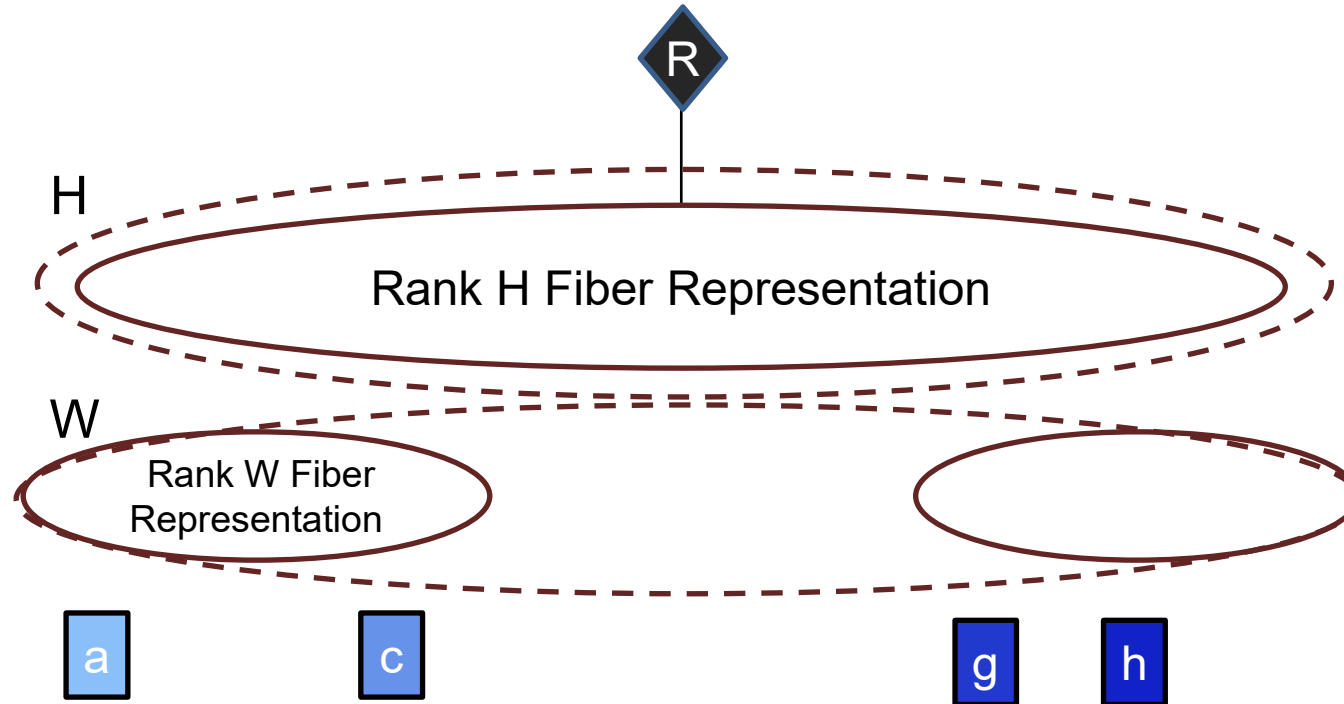 R
H
Rank H Fiber Representation
W
Rank W Fiber
Representation
a
c
g
h